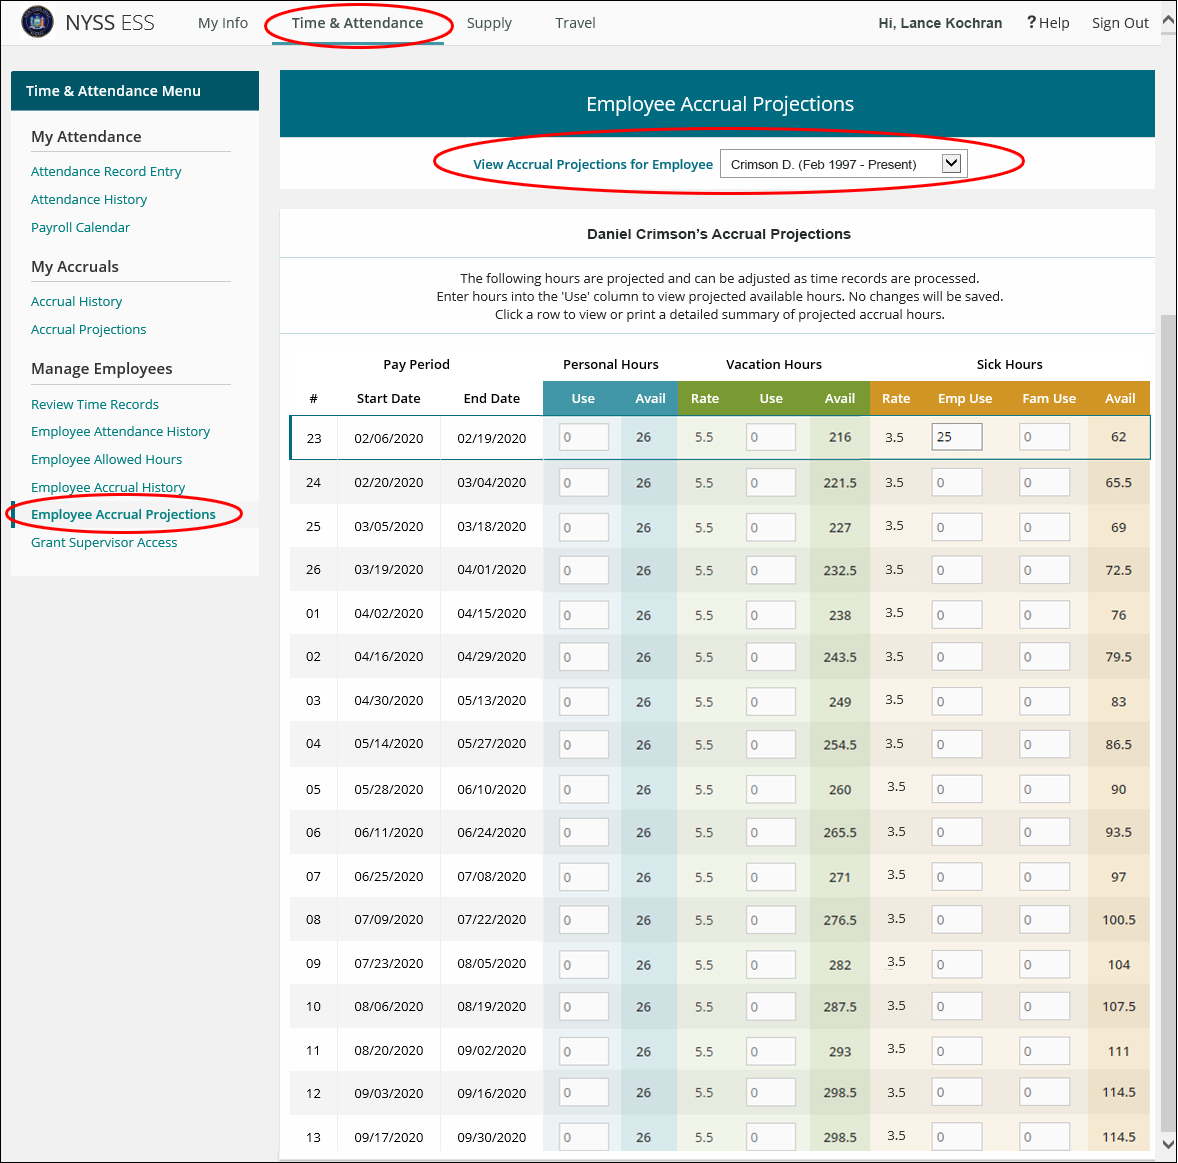 NYSS ESS My Info Time & Attendance Supply Travel Hi, Lance Kochran ? Help Sign Out
Time & Attendance Menu
My Attendance
Attendance Record Entry
Attendance History
Payroll Calendar
My Accruals
Accrual History
Accrual Projections
Manage Employees
Review Time Records
Employee Attendance History
Employee Allowed Hours
Employee Accrual History
Employee Accrual Projections
Grant Supervisor Access
Employee Accrual Projections
View Accrual Projections for Employee Crimson D. (Feb 1997 - Present)
Daniel Crimson's Accrual Projections
The following hours are projected and can be adjusted as time records are processed.
Enter hours into the 'Use' column to view projected available hours. No changes will be saved.
Click a row to view or print a detailed summary of projected accrual hours.
Pay Period Personal Hours Vacation Hours Sick Hours
# Start Date End Date Use Avail Rate Use Avail Rate Emp Use Fam Use Avail
23 02/06/2020 02/19/2020 0 26 5.5 0 216 3.5 25 0 62
24 02/20/2020 03/04/2020 0 26 5.5 0 221.5 3.5 0 0 65.5
25 03/05/2020 03/18/2020 0 26 5.5 0 227 3.5 0 0 69
26 03/19/2020 04/01/2020 0 26 5.5 0 232.5 3.5 0 0 72.5
01 04/02/2020 04/15/2020 0 26 5.5 0 238 3.5 0 0 76
02 04/16/2020 04/29/2020 0 26 5.5 0 243.5 3.5 0 0 79.5
03 04/30/2020 05/13/2020 0 26 5.5 0 249 3.5 0 0 83
04 05/14/2020 05/27/2020 0 26 5.5 0 254.5 3.5 0 0 86.5
05 05/28/2020 06/10/2020 0 26 5.5 0 260 3.5 0 0 90
06 06/11/2020 06/24/2020 0 26 5.5 0 265.5 3.5 0 0 93.5
07 06/25/2020 07/08/2020 0 26 5.5 0 271 3.5 0 0 97
08 07/09/2020 07/22/2020 0 26 5.5 0 276.5 3.5 0 0 100.5
09 07/23/2020 08/05/2020 0 26 5.5 0 282 3.5 0 0 104
10 08/06/2020 08/19/2020 0 26 5.5 0 287.5 3.5 0 0 107.5
11 08/20/2020 09/02/2020 0 26 5.5 0 293 3.5 0 0 111
12 09/03/2020 09/16/2020 0 26 5.5 0 298.5 3.5 0 0 114.5
13 09/17/2020 09/30/2020 0 26 5.5 0 298.5 3.5 0 0 114.5